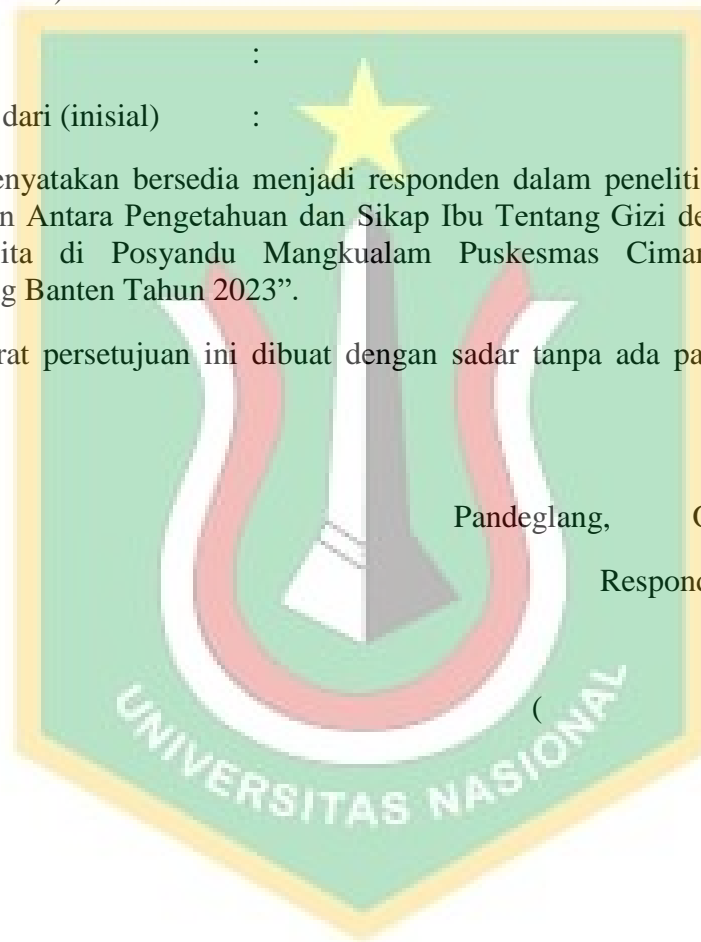 :
dari (inisial) :
enyatakan bersedia menjadi responden dalam peneliti
n Antara Pengetahuan dan Sikap Ibu Tentang Gizi de
ita di Posyandu Mangkualam Puskesmas Ciman
g Banten Tahun 2023”.
rat persetujuan ini dibuat dengan sadar tanpa ada pa
Pandeglang,
Respond
(
UNIVERSITAS NASIONAL